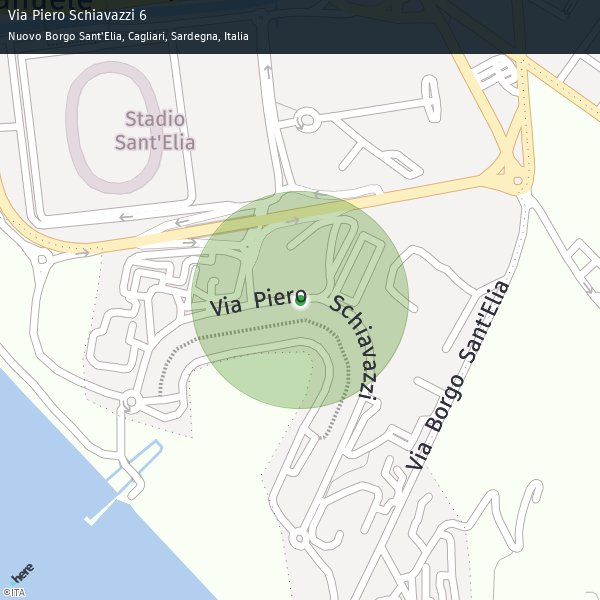 Via Piero Schiavazzi 6
Nuovo Borgo Sant'Elia, Cagliari, Sardegna, Italia
Stadio
Sant'Elia
Via Piero Schiavazzi
Via Borgo Sant'Elia
here
©ITA